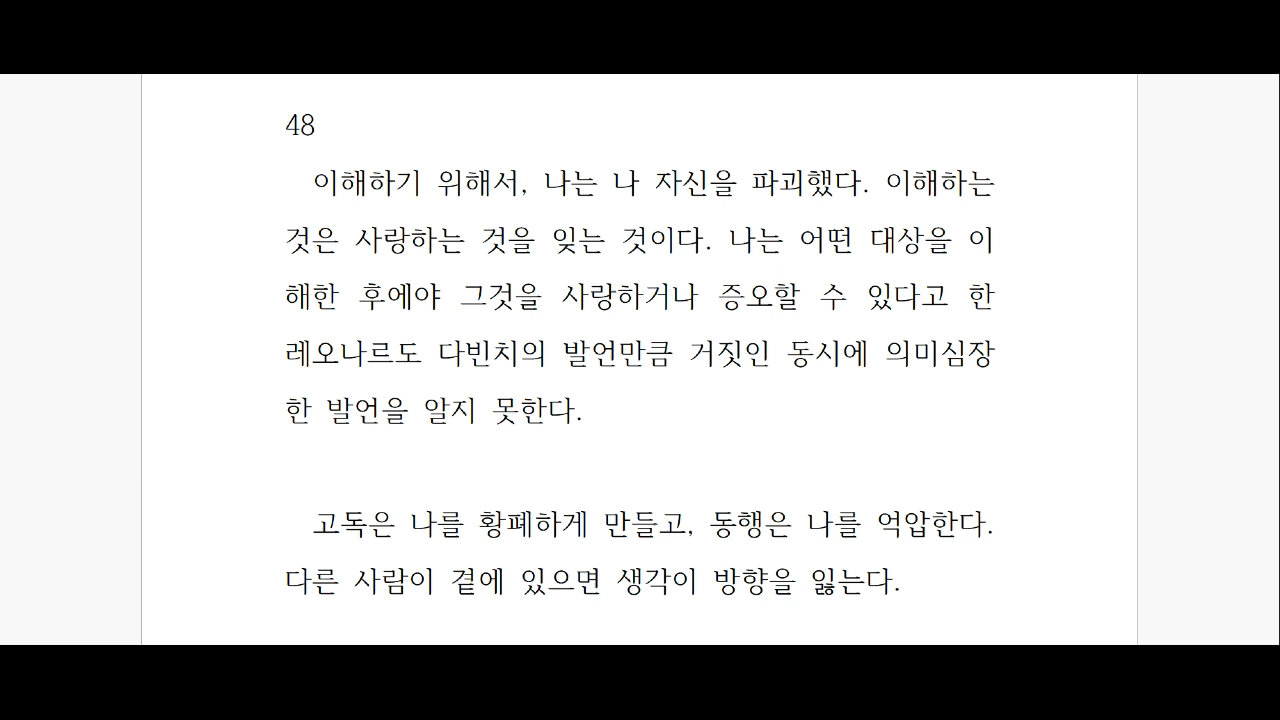 48
이해하기 위해서, 나는 나 자신을 파괴했다. 이해하는
것은 사랑하는 것을 잊는 것이다. 나는 어떤 대상을 이
해한 후에야 그것을 사랑하거나 증오할 수 있다고 한
레오나르도 다빈치의 발언만큼 거짓인 동시에 의미심장
한 발언을 알지 못한다.
고독은 나를 황폐하게 만들고, 동행은 나를 억압한다.
다른 사람이 곁에 있으면 생각이 방향을 잃는다.